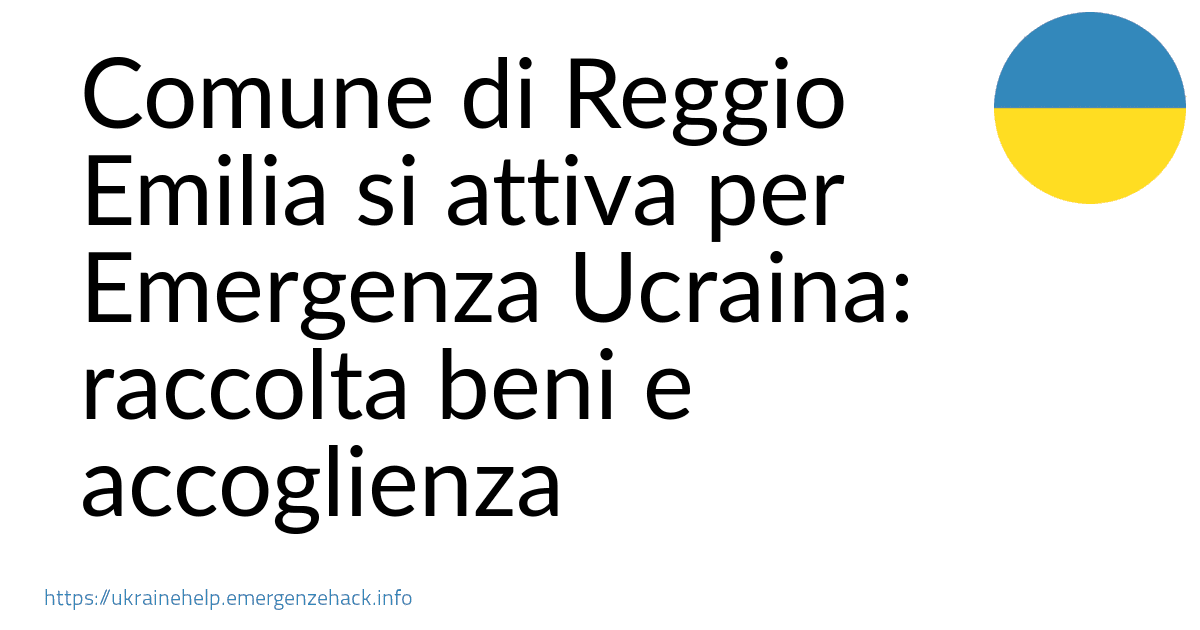 Comune di Reggio
Emilia si attiva per
Emergenza Ucraina:
raccolta beni e
accoglienza
https://ukrainehelp.emergenzehack.info